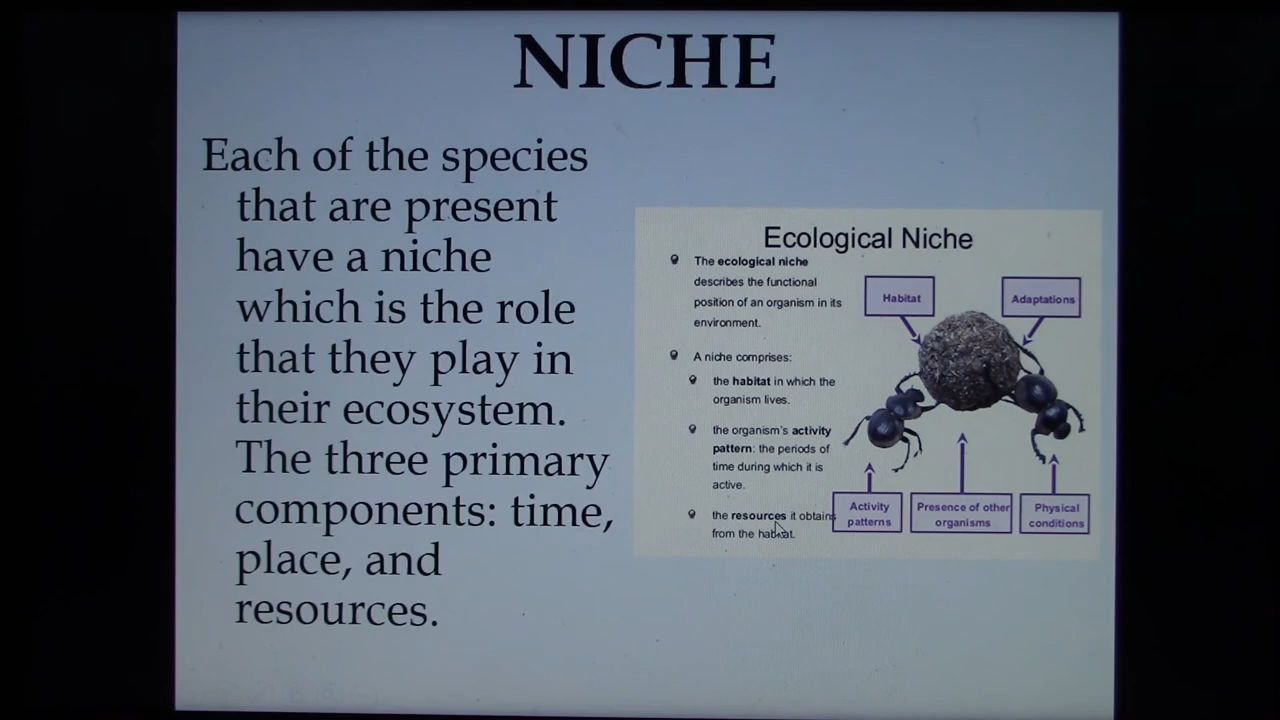 NICHE
Each of the species
that are present
have a niche
which is the role
that they play in
their ecosystem.
The three primary
components: time,
place, and
resources.
Ecological Niche
The ecological niche
describes the functional
position of an organism in its
environment.
A niche comprises:
the habitat in which the
organism lives.
the organism's activity
pattern: the periods of
time during which it is
active.
the resources it obtains
from the habitat.
Habitat
Adaptations
Activity
patterns
Presence of other
organisms
Physical
conditions